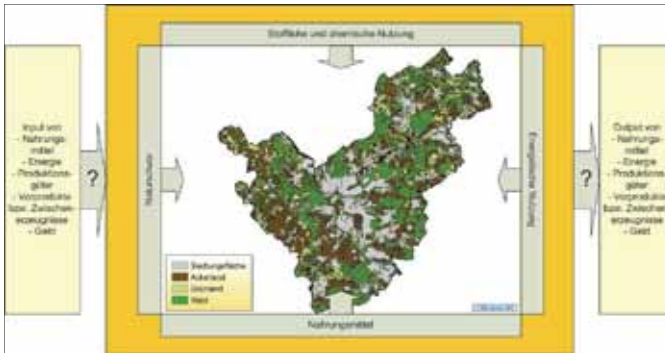 Stoffliche und chemische Nutzung
Input von
- Nahrungs-
mittel
- Energie
- Produktions-
güter
- Vorprodukte
bzw. Zwischen-
erzeugnisse
- Geld
?
Naturschutz
Energetische Nutzung
?
Output von
- Nahrungs-
mittel
- Energie
- Produktions-
güter
- Vorprodukte
bzw. Zwischen-
erzeugnisse
- Geld
Siedlungsfläche
Ackerland
Grünland
Wald
Nahrungsmittel